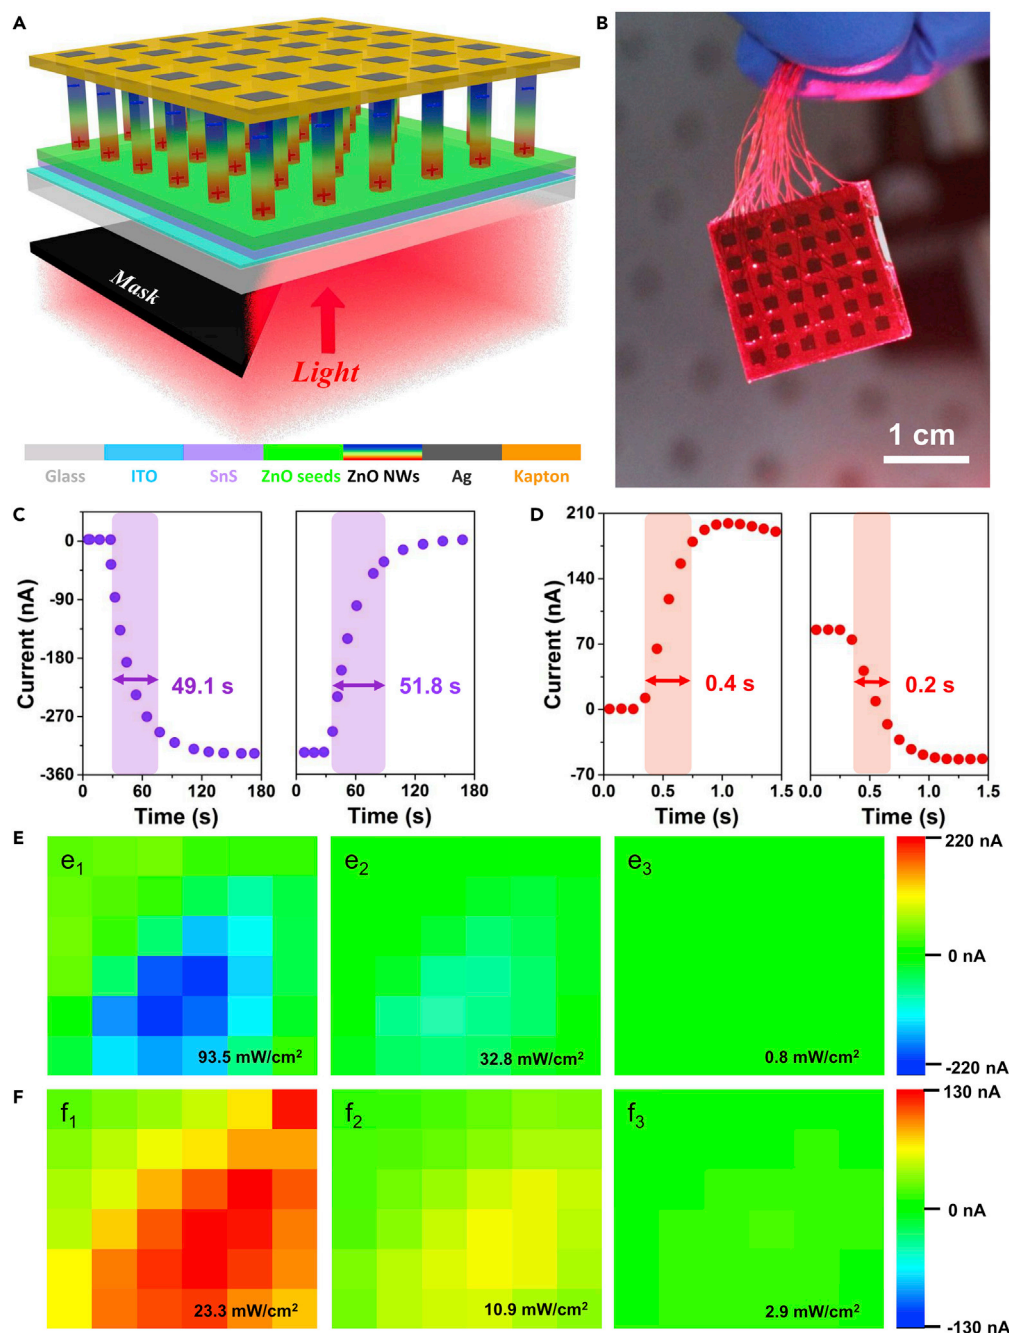 A
B
Mask
Light
Glass ITO SnS ZnO seeds ZnO NWs Ag Kapton
1 cm
C
D
Current (nA)
0
-90
-180
-270
-360
49.1 s
0 60 120 180
Time (s)
51.8 s
0 60 120 180
Time (s)
Current (nA)
210
140
70
0
-70
0.4 s
0.0 0.5 1.0 1.5
Time (s)
0.2 s
0.0 0.5 1.0 1.5
Time (s)
E
e1
93.5 mW/cm²
e2
32.8 mW/cm²
e3
0.8 mW/cm²
220 nA
0 nA
-220 nA
F
f1
23.3 mW/cm²
f2
10.9 mW/cm²
f3
2.9 mW/cm²
130 nA
0 nA
-130 nA